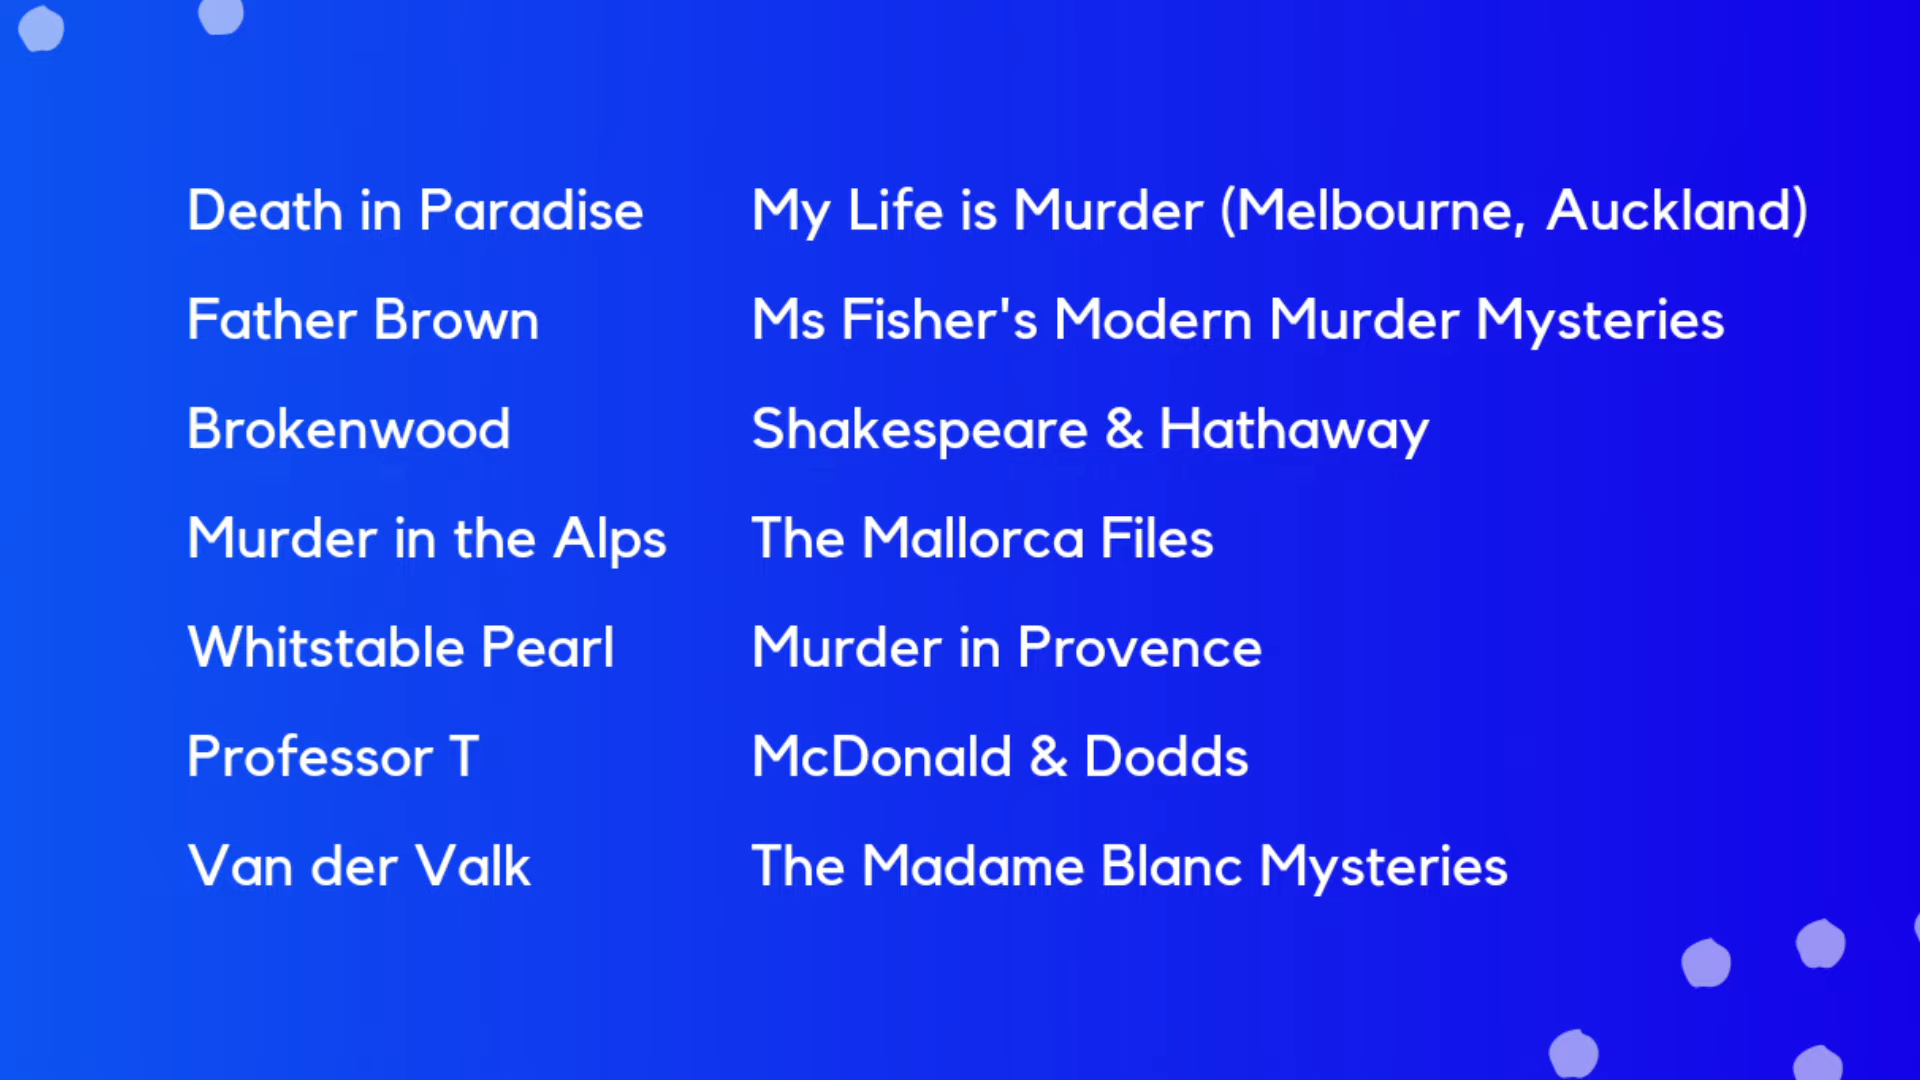 Death in Paradise
Father Brown
Brokenwood
Murder in the Alps
Whitstable Pearl
Professor T
Van der Valk
My Life is Murder (Melbourne, Auckland)
Ms Fisher's Modern Murder Mysteries
Shakespeare & Hathaway
The Mallorca Files
Murder in Provence
McDonald & Dodds
The Madame Blanc Mysteries